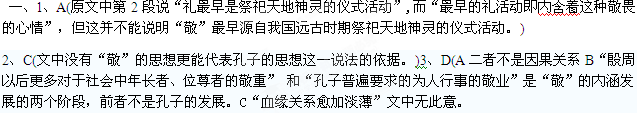 一、1、A(原文中第 2 段说“礼最早是祭祀天地神灵的仪式活动”,而“最早的礼活动即内含着这种敬畏
的心情”，但这并不能说明“敬”最早源自我国远古时期祭祀天地神灵的仪式活动。)
2、C(文中没有“敬”的思想更能代表孔子的思想这一说法的依据。)3、D(A 二者不是因果关系 B“殷周
以后更多对于社会中年长者、位尊者的敬重” 和“孔子普遍要求的为人行事的敬业”是“敬”的内涵发
展的两个阶段，前者不是孔子的发展。C“血缘关系愈加淡薄”文中无此意。